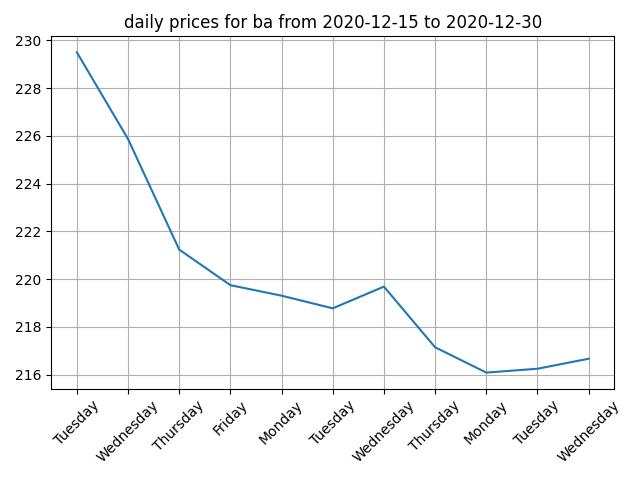 daily prices for ba from 2020-12-15 to 2020-12-30
230
228
226
224
222
220
218
216
Tuesday
Wednesday
Thursday
Friday
Monday
Tuesday
Wednesday
Thursday
Monday
Tuesday
Wednesday